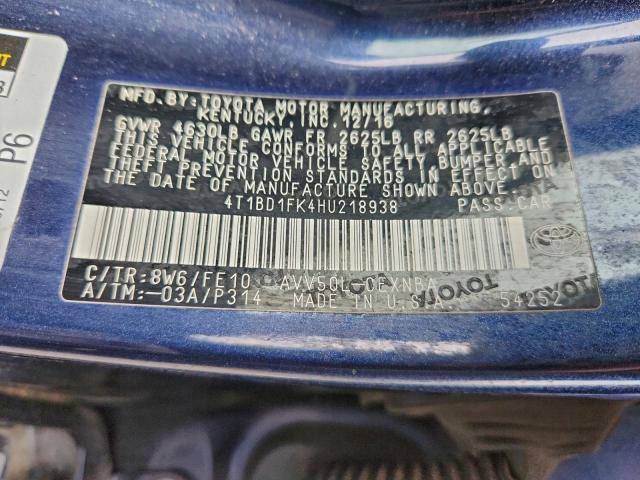 MFD. BY: TOYOTA MOTOR MANUFACTURING,
KENTUCKY, INC. 12/16
GVWR 4630LB GAWR FR 2625LB RR 2625LB
THIS VEHICLE CONFORMS TO ALL APPLICABLE
FEDERAL MOTOR VEHICLE SAFETY, BUMPER AND
THEFT PREVENTION STANDARDS IN EFFECT ON
THE DATE OF MANUFACTURE SHOWN ABOVE.
4T1BD1FK4HU218938 PASS.CAR
C/TR:8W6/FE10 AVV50L-
A/TM:-03A/P314 MADE IN U.S.A. 54252
TOYOTA
P6